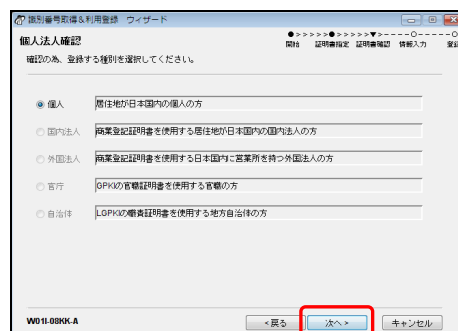 識別番号取得＆利用登録 ウィザード
個人法人確認
●>>>>>●>>>>>▼>----○----○
開始 証明書指定 証明書確認 情報入力 登録
確認の為、登録する種別を選択してください。
個人 居住地が日本国内の個人の方
国内法人 商業登記証明書を使用する居住地が日本国内の国内法人の方
外国法人 商業登記証明書を使用する日本国内に営業所を持つ外国法人の方
官庁 GPKIの官職証明書を使用する官職の方
自治体 LGPKIの職責証明書を使用する地方自治体の方
W01I-08KK-A
<戻る 次へ> キャンセル